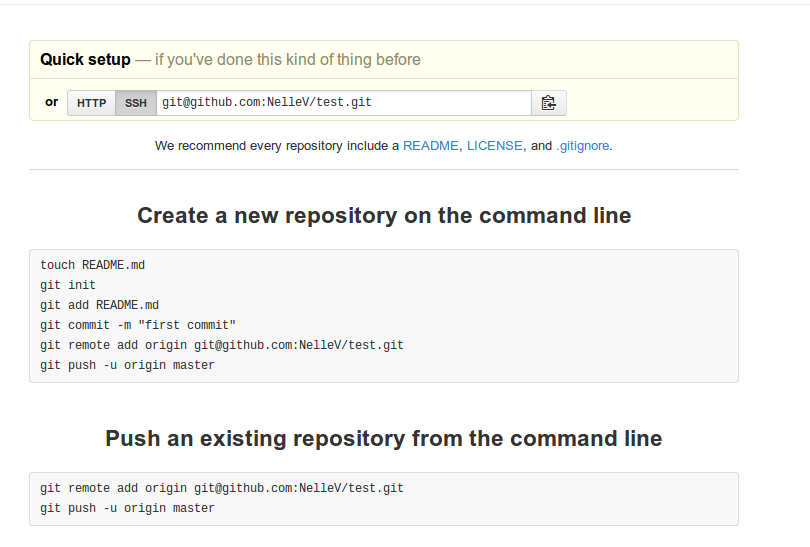 Quick setup — if you've done this kind of thing before
or HTTP SSH git@github.com:NelleV/test.git
We recommend every repository include a README, LICENSE, and .gitignore.
Create a new repository on the command line
touch README.md
git init
git add README.md
git commit -m "first commit"
git remote add origin git@github.com:NelleV/test.git
git push -u origin master
Push an existing repository from the command line
git remote add origin git@github.com:NelleV/test.git
git push -u origin master